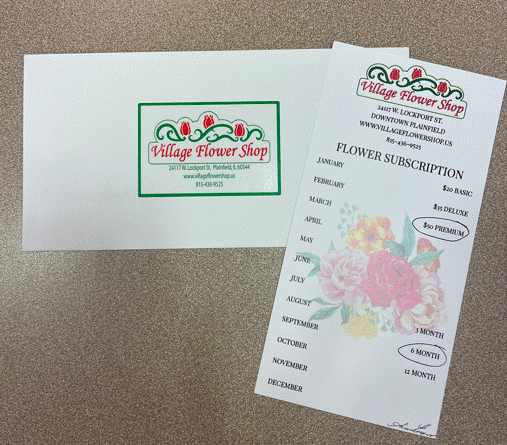 Village Flower Shop
24117 W. Lockport St. Plainfield, IL 60544
www.villageflowershop.us
815-436-9525
Village Flower Shop
24117 W. LOCKPORT ST.
DOWNTOWN PLAINFIELD
WWW.VILLAGEFLOWERSHOP.US
815-436-9525
FLOWER SUBSCRIPTION
JANUARY
FEBRUARY
MARCH
APRIL
MAY
JUNE
JULY
AUGUST
SEPTEMBER
OCTOBER
NOVEMBER
DECEMBER
$20 BASIC
$35 DELUXE
$50 PREMIUM
3 MONTH
6 MONTH
12 MONTH